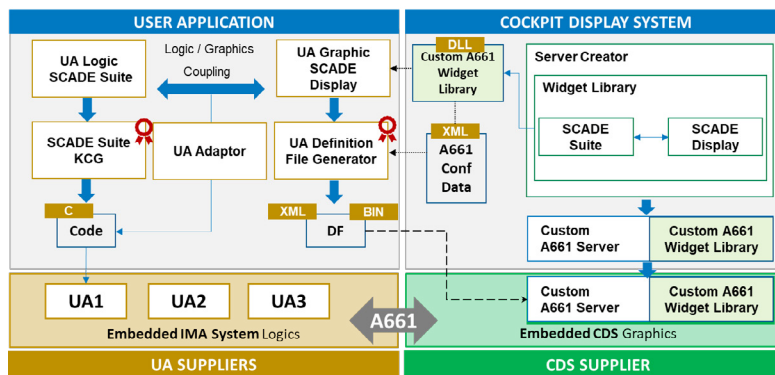 USER APPLICATION
COCKPIT DISPLAY SYSTEM
UA Logic
SCADE Suite
Logic / Graphics
Coupling
UA Graphic
SCADE
Display
DLL
Custom A661
Widget
Library
Server Creator
Widget Library
SCADE
Suite
SCADE
Display
SCADE Suite
KCG
UA Adaptor
UA Definition
File Generator
XML
A661
Conf
Data
C
Code
XML
BIN
DF
Custom
A661 Server
Custom A661
Widget Library
UA1
UA2
UA3
Embedded IMA System Logics
A661
Custom
A661 Server
Custom A661
Widget Library
Embedded CDS Graphics
UA SUPPLIERS
CDS SUPPLIER